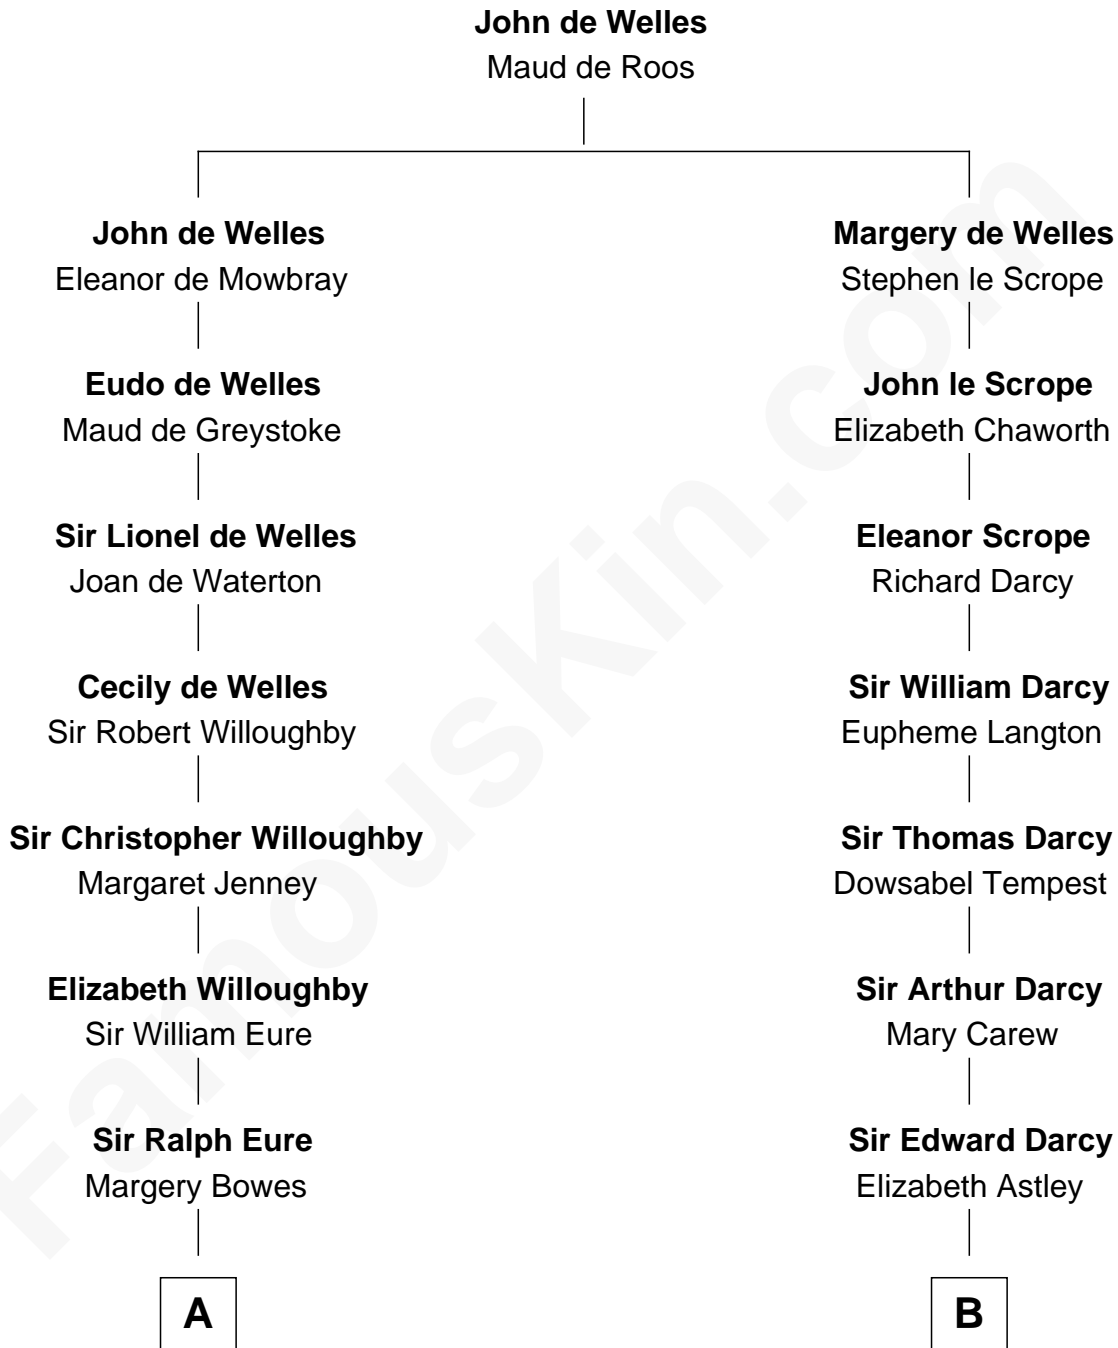 John de Welles
Maud de Roos
John de Welles
Eleanor de Mowbray
Margery de Welles
Stephen le Scrope
Eudo de Welles
Maud de Greystoke
John le Scrope
Elizabeth Chaworth
Sir Lionel de Welles
Joan de Waterton
Eleanor Scrope
Richard Darcy
Cecily de Welles
Sir Robert Willoughby
Sir William Darcy
Eupheme Langton
Sir Christopher Willoughby
Margaret Jenney
Sir Thomas Darcy
Dowsabel Tempest
Elizabeth Willoughby
Sir William Eure
Sir Arthur Darcy
Mary Carew
Sir Ralph Eure
Margery Bowes
Sir Edward Darcy
Elizabeth Astley
A
B
FamousKin.com